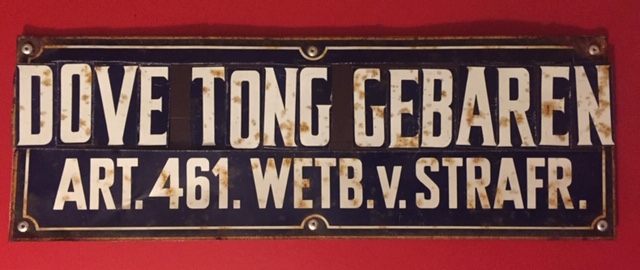 DOVE TONG GEBAREN
ART. 461. WETB. v. STRAFR.